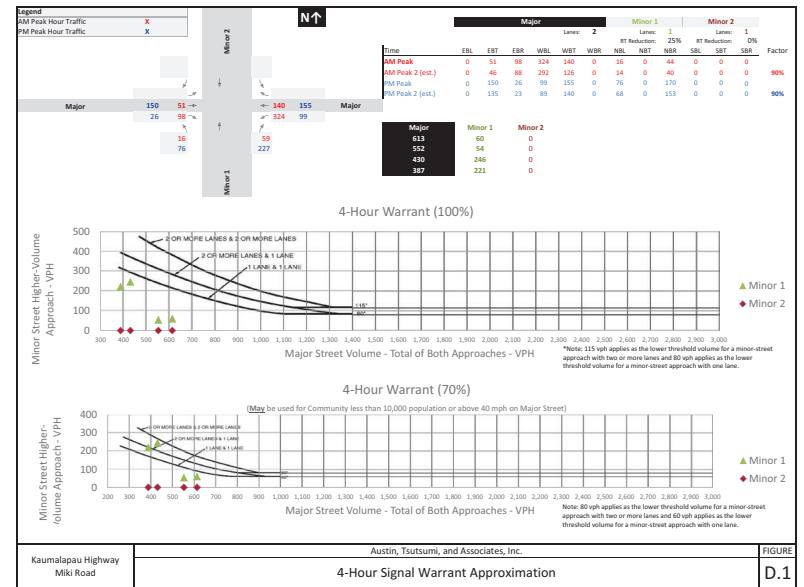 Legend
AM Peak Hour Traffic X
PM Peak Hour Traffic X
N↑
Minor 2
Major 150 51 140 155 Major
26 98 324 99
16 59
76 227
Minor 1
Major Minor 1 Minor 2
Lanes: 2 Lanes: 1 Lanes: 1
RT Reduction: 25% RT Reduction: 0%
Time EBL EBT EBR WBL WBT WBR NBL NBT NBR SBL SBT SBR Factor
AM Peak 0 51 98 324 140 0 16 0 44 0 0 0
AM Peak 2 (est.) 0 46 88 292 126 0 14 0 40 0 0 0 90%
PM Peak 0 150 26 99 155 0 76 0 170 0 0 0
PM Peak 2 (est.) 0 135 23 89 140 0 68 0 153 0 0 0 90%
Major Minor 1 Minor 2
613 60 0
552 54 0
430 246 0
387 221 0
4-Hour Warrant (100%)
Minor Street Higher-Volume
Approach - VPH
500
400
300
200
100
0
2 OR MORE LANES & 2 OR MORE LANES
2 OR MORE LANES & 1 LANE
1 LANE & 1 LANE
115*
80*
300 400 500 600 700 800 900 1,000 1,100 1,200 1,300 1,400 1,500 1,600 1,700 1,800 1,900 2,000 2,100 2,200 2,300 2,400 2,500 2,600 2,700 2,800 2,900 3,000
Major Street Volume - Total of Both Approaches - VPH
Minor 1
Minor 2
*Note: 115 vph applies as the lower threshold volume for a minor-street
approach with two or more lanes and 80 vph applies as the lower
threshold volume for a minor-street approach with one lane.
4-Hour Warrant (70%)
(May be used for Community less than 10,000 population or above 40 mph on Major Street)
Minor Street Higher-
Volume Approach - VPH
400
300
200
100
0
2 OR MORE LANES & 2 OR MORE LANES
2 OR MORE LANES & 1 LANE
1 LANE & 1 LANE
200 300 400 500 600 700 800 900 1,000 1,100 1,200 1,300 1,400 1,500 1,600 1,700 1,800 1,900 2,000 2,100 2,200 2,300 2,400 2,500 2,600 2,700 2,800 2,900 3,000
Major Street Volume - Total of Both Approaches - VPH
Minor 1
Minor 2
Note: 80 vph applies as the lower threshold volume for a minor-street
approach with two or more lanes and 60 vph applies as the lower
threshold volume for a minor-street approach with one lane.
Kaumalapau Highway
Miki Road
Austin, Tsutsumi, and Associates, Inc.
4-Hour Signal Warrant Approximation
FIGURE
D.1